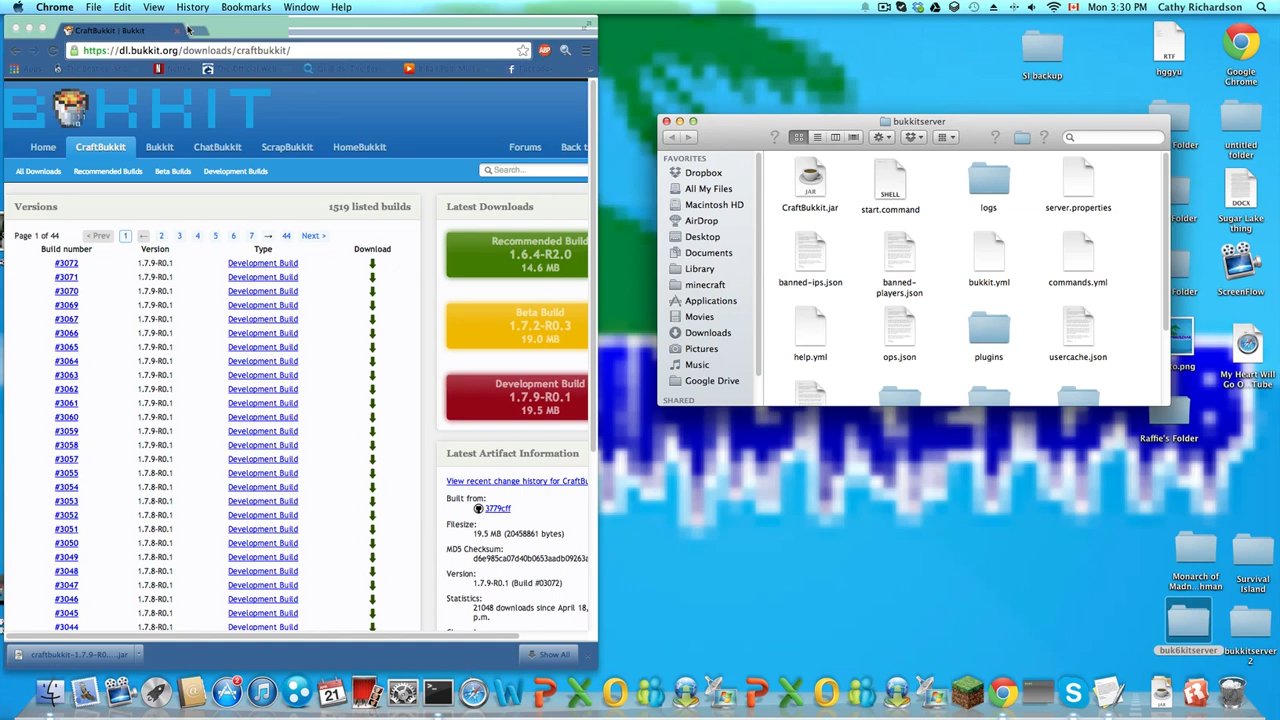 Chrome File Edit View History Bookmarks Window Help Mon 3:30 PM Cathy Richardson
CraftBukkit | Bukkit
https://dl.bukkit.org/downloads/craftbukkit/
BUKKIT
Home CraftBukkit Bukkit ChatBukkit ScrapBukkit HomeBukkit Forums Back t
All Downloads Recommended Builds Beta Builds Development Builds Search...
Versions 1519 listed builds
Page 1 of 44 < Prev 1 ← 2 3 4 5 6 7 → 44 Next >
Build number Version Type Download
#3072 1.7.9-R0.1 Development Build
#3071 1.7.9-R0.1 Development Build
#3070 1.7.9-R0.1 Development Build
#3069 1.7.9-R0.1 Development Build
#3067 1.7.9-R0.1 Development Build
#3066 1.7.9-R0.1 Development Build
#3065 1.7.9-R0.1 Development Build
#3064 1.7.9-R0.1 Development Build
#3063 1.7.9-R0.1 Development Build
#3062 1.7.9-R0.1 Development Build
#3061 1.7.9-R0.1 Development Build
#3060 1.7.9-R0.1 Development Build
#3059 1.7.9-R0.1 Development Build
#3058 1.7.9-R0.1 Development Build
#3057 1.7.9-R0.1 Development Build
#3055 1.7.8-R0.1 Development Build
#3054 1.7.8-R0.1 Development Build
#3053 1.7.8-R0.1 Development Build
#3052 1.7.8-R0.1 Development Build
#3051 1.7.8-R0.1 Development Build
#3050 1.7.8-R0.1 Development Build
#3049 1.7.8-R0.1 Development Build
#3048 1.7.8-R0.1 Development Build
#3047 1.7.8-R0.1 Development Build
#3046 1.7.8-R0.1 Development Build
#3045 1.7.8-R0.1 Development Build
#3044 1.7.8-R0.1 Development Build
Latest Downloads
Recommended Build
1.6.4-R2.0
14.6 MB
Beta Build
1.7.2-R0.3
19.0 MB
Development Build
1.7.9-R0.1
19.5 MB
Latest Artifact Information
View recent change history for CraftBu
Built from:
3779cff
Filesize:
19.5 MB (20458861 bytes)
MD5 Checksum:
d6e985ca07d40b0653aadb09263a
Version:
1.7.9-R0.1 (Build #03072)
Statistics:
21048 downloads since April 18,
p.m.
craftbukkit-1.7.9-R0....jar Show All
bukkitserver
FAVORITES
Dropbox
All My Files
Macintosh HD
AirDrop
Desktop
Documents
Library
minecraft
Applications
Movies
Downloads
Pictures
Music
Google Drive
SHARED
JAR SHELL
CraftBukkit.jar start.command logs server.properties
banned-ips.json banned-players.json bukkit.yml commands.yml
help.yml ops.json plugins usercache.json
SI backup
RTF
hggyu
Google Chrome
Folder
untitled folder
Folder
DOCX
Sugar Lake thing
Folder
ScreenFlow
to.png
My Heart Will Go O...Tube
Raffie's Folder
Monarch of Madn...hman
Survival Island
buk6kitserver
bukkitserver 2